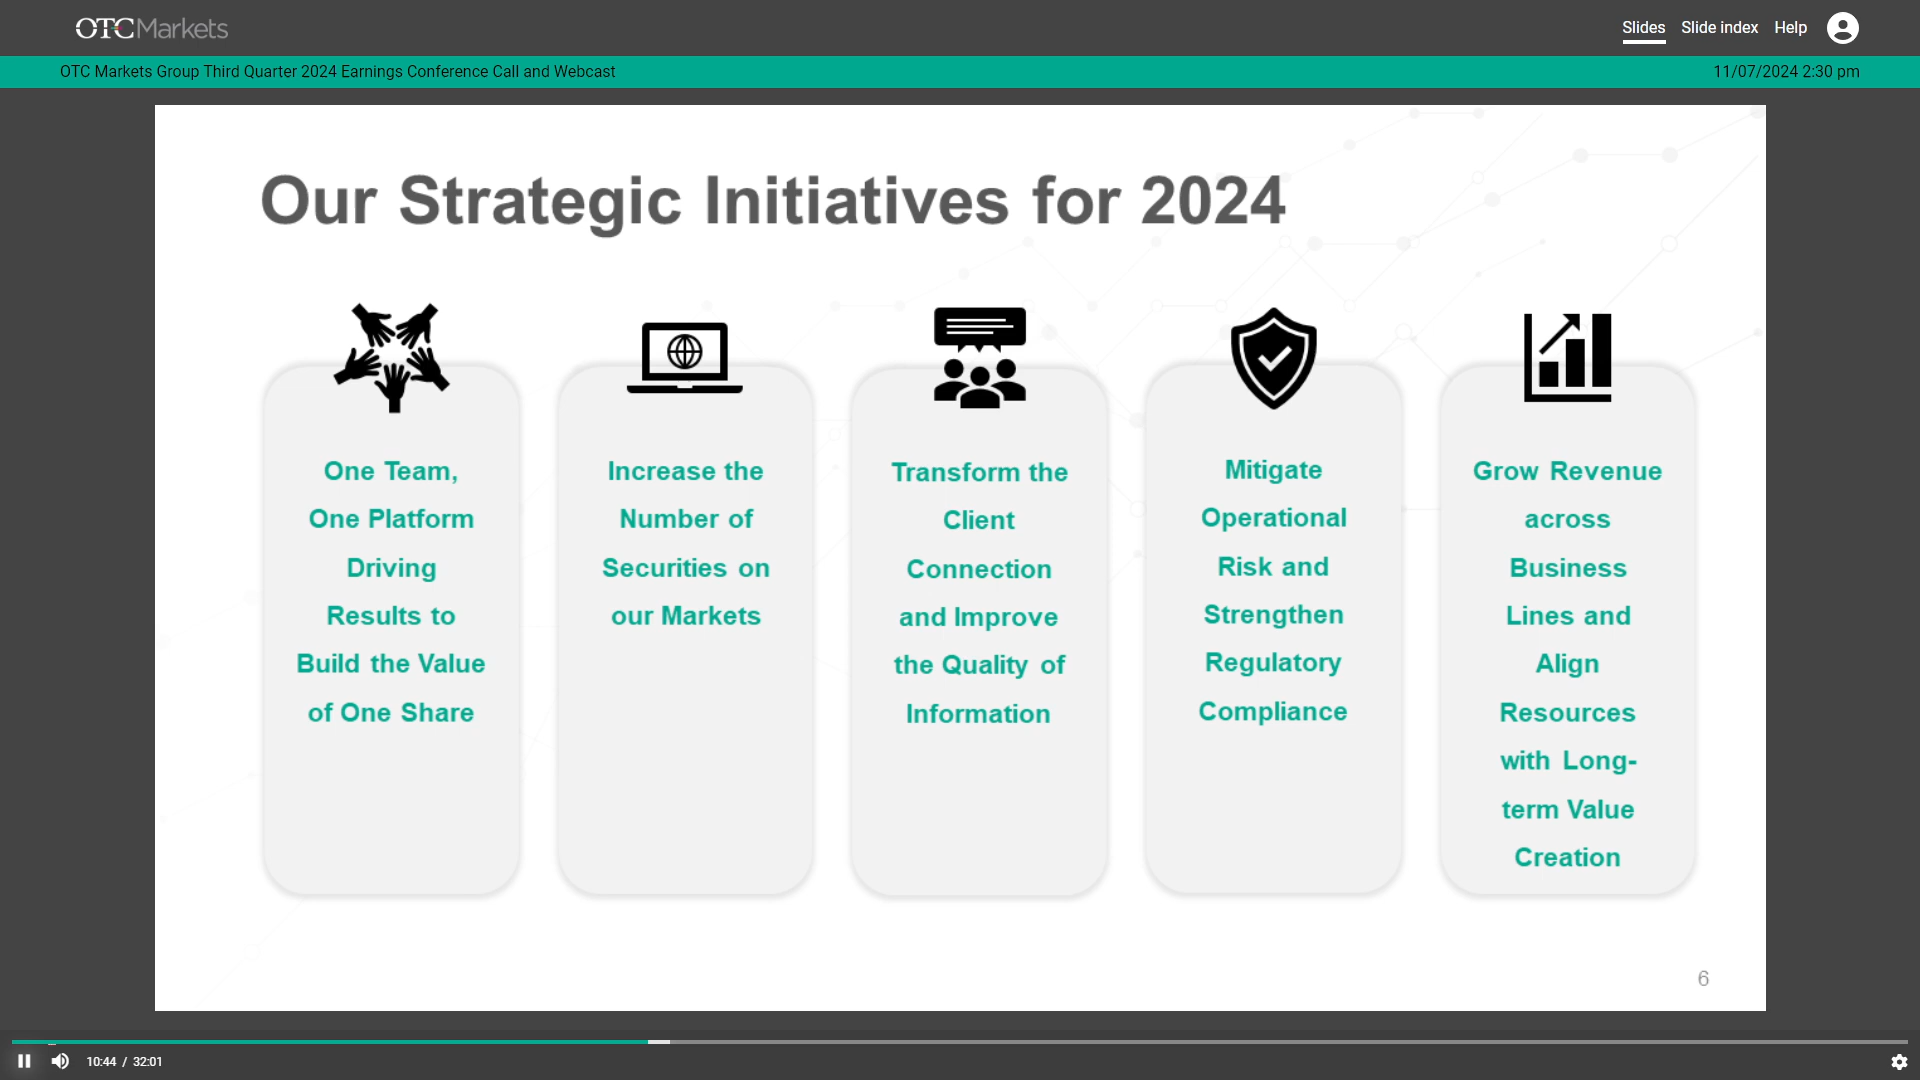 OTC Markets
Slides
Slide index
Help
OTC Markets Group Third Quarter 2024 Earnings Conference Call and Webcast
11/07/2024 2:30 pm
Our Strategic Initiatives for 2024
One Team,
One Platform
Driving
Results to
Build the Value
of One Share
Increase the
Number of
Securities on
our Markets
Transform the
Client
Connection
and Improve
the Quality of
Information
Mitigate
Operational
Risk and
Strengthen
Regulatory
Compliance
Grow Revenue
across
Business
Lines and
Align
Resources
with Long-
term Value
Creation
6
10:44 / 32:01